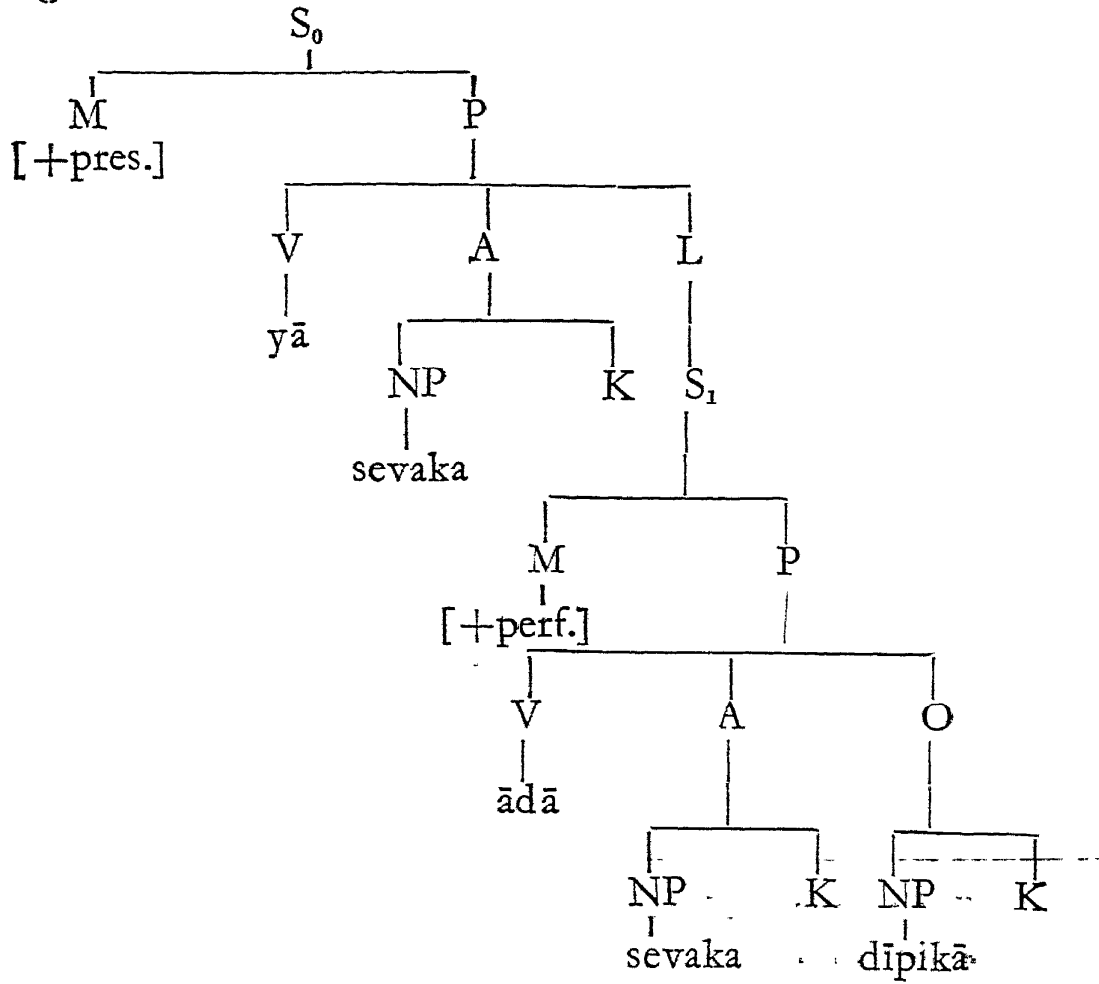 S₀
M P
[+pres.]
V A L
yā
NP K S₁
sevaka
M P
[+perf.]
V A O
ādā
NP K NP K
sevaka dīpikā